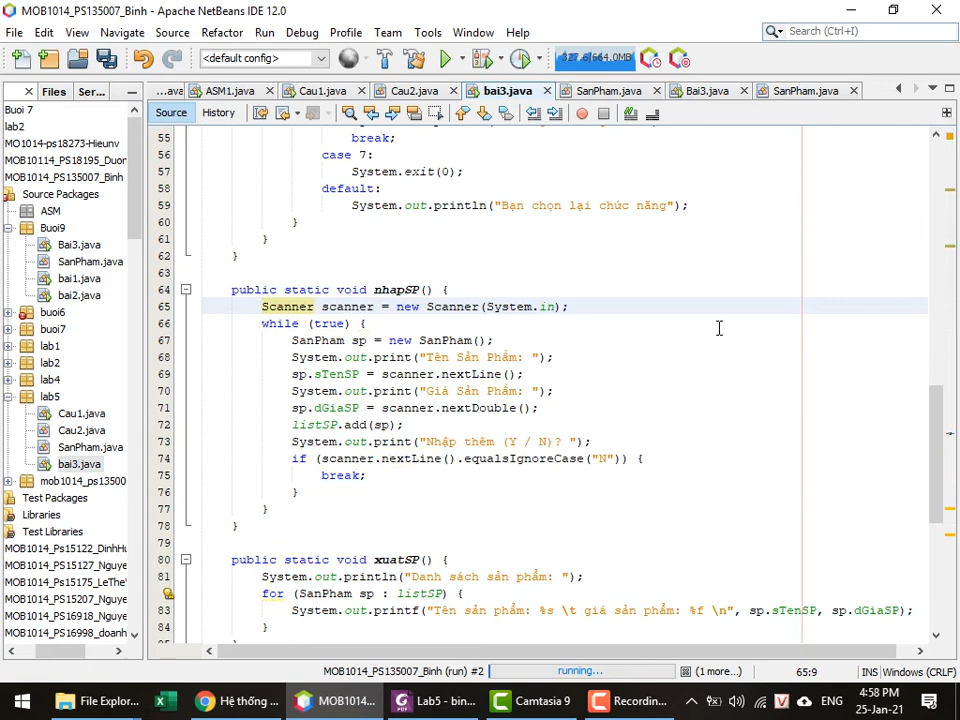 MOB1014_PS135007_Binh - Apache NetBeans IDE 12.0
File Edit View Navigate Source Refactor Run Debug Profile Team Tools Window Help
<default config> 327.6/664.0MB Search (Ctrl+I)
Files Ser... ...ava ASM1.java Cau1.java Cau2.java bai3.java SanPham.java Bai3.java SanPham.java
Source History
Buoi 7
lab2
MO1014-ps18273-Hieunv
MOB10114_PS18195_Duon
MOB1014_PS135007_Binh
Source Packages
ASM
Buoi9
Bai3.java
SanPham.java
bai1.java
bai2.java
buoi6
buoi7
lab1
lab2
lab4
lab5
Cau1.java
Cau2.java
SanPham.java
bai3.java
mob1014_ps13500
Test Packages
Libraries
Test Libraries
MOB1014_Ps15122_DinhHu
MOB1014_PS15127_Nguye
MOB1014_Ps15175_LeThe'
MOB1014_PS15207_Nguye
MOB1014_PS16918_Nguye
MOB1014_PS16998_doanh
55 break;
56 case 7:
57 System.exit(0);
58 default:
59 System.out.println("Bạn chọn lại chức năng");
60 }
61 }
62 }
63
64 public static void nhapSP() {
65 Scanner scanner = new Scanner(System.in);
66 while (true) {
67 SanPham sp = new SanPham();
68 System.out.print("Tên Sản Phẩm: ");
69 sp.sTenSP = scanner.nextLine();
70 System.out.print("Giá Sản Phẩm: ");
71 sp.dGiaSP = scanner.nextDouble();
72 listSP.add(sp);
73 System.out.print("Nhập thêm (Y / N)? ");
74 if (scanner.nextLine().equalsIgnoreCase("N")) {
75 break;
76 }
77 }
78 }
79
80 public static void xuatSP() {
81 System.out.println("Danh sách sản phẩm: ");
for (SanPham sp : listSP) {
83 System.out.printf("Tên sản phẩm: %s \t giá sản phẩm: %f \n", sp.sTenSP, sp.dGiaSP);
84 }
MOB1014_PS135007_Binh (run) #2 running... (1 more...) 65:9 INS Windows (CRLF)
File Explor... Hệ thống ... MOB1014... Lab5 - bin... Camtasia 9 Recordin... ENG 4:58 PM
25-Jan-21